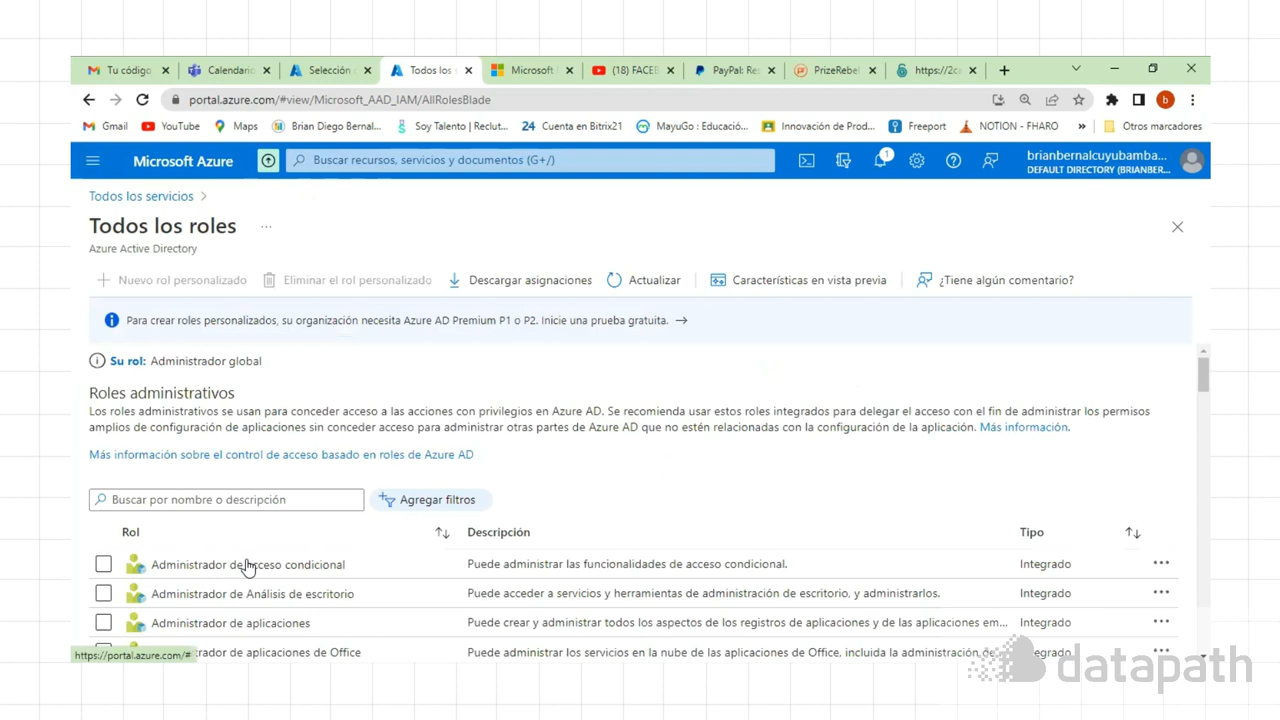 Tu código
Calendario
Selección
Todos los
Microsoft
(18) FACEB
PayPal: Re
PrizeRebel
https://2ca
portal.azure.com/#view/Microsoft_AAD_IAM/AllRolesBlade
Gmail
YouTube
Maps
Brian Diego Bernal...
Soy Talento | Reclut...
24 Cuenta en Bitrix21
MayuGo : Educació...
Innovación de Prod...
Freeport
NOTION - FHARO
»
Otros marcadores
Microsoft Azure
Buscar recursos, servicios y documentos (G+/)
1
brianbernalcuyubamba...
DEFAULT DIRECTORY (BRIANBER...
Todos los servicios >
Todos los roles ...
Azure Active Directory
Nuevo rol personalizado
Eliminar el rol personalizado
Descargar asignaciones
Actualizar
Características en vista previa
¿Tiene algún comentario?
Para crear roles personalizados, su organización necesita Azure AD Premium P1 o P2. Inicie una prueba gratuita. →
Su rol: Administrador global
Roles administrativos
Los roles administrativos se usan para conceder acceso a las acciones con privilegios en Azure AD. Se recomienda usar estos roles integrados para delegar el acceso con el fin de administrar los permisos
amplios de configuración de aplicaciones sin conceder acceso para administrar otras partes de Azure AD que no estén relacionadas con la configuración de la aplicación. Más información.
Más información sobre el control de acceso basado en roles de Azure AD
Buscar por nombre o descripción
Agregar filtros
Rol Descripción Tipo
Administrador de acceso condicional Puede administrar las funcionalidades de acceso condicional. Integrado ...
Administrador de Análisis de escritorio Puede acceder a servicios y herramientas de administración de escritorio, y administrarlos. Integrado ...
Administrador de aplicaciones Puede crear y administrar todos los aspectos de los registros de aplicaciones y de las aplicaciones em... Integrado ...
rador de aplicaciones de Office Puede administrar los servicios en la nube de las aplicaciones de Office, incluida la administración de
https://portal.azure.com/#
datapath